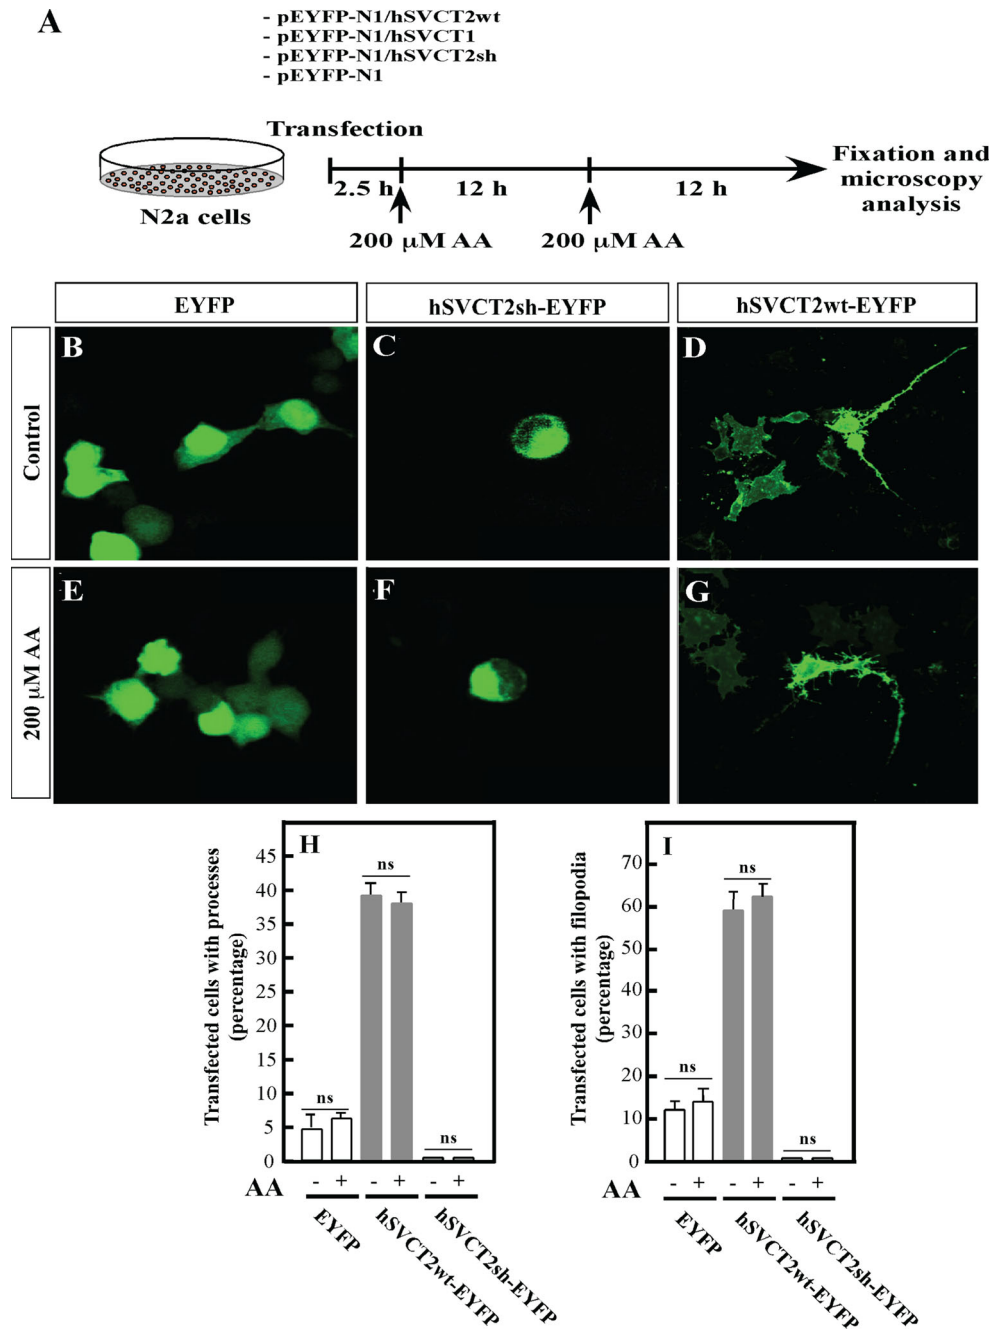 A
- pEYFP-N1/hSVCT2wt
- pEYFP-N1/hSVCT1
- pEYFP-N1/hSVCT2sh
- pEYFP-N1
Transfection
2.5 h
12 h
12 h
Fixation and
microscopy
analysis
N2a cells
200 μM AA
200 μM AA
EYFP
hSVCT2sh-EYFP
hSVCT2wt-EYFP
Control
B
C
D
200 μM AA
E
F
G
H
Transfected cells with processes
(percentage)
45
40
35
30
25
20
15
10
5
0
ns
ns
ns
AA
- + - + - +
EYFP
hSVCT2wt-EYFP
hSVCT2sh-EYFP
I
Transfected cells with filopodia
(percentage)
70
60
50
40
30
20
10
0
ns
ns
ns
AA
- + - + - +
EYFP
hSVCT2wt-EYFP
hSVCT2sh-EYFP